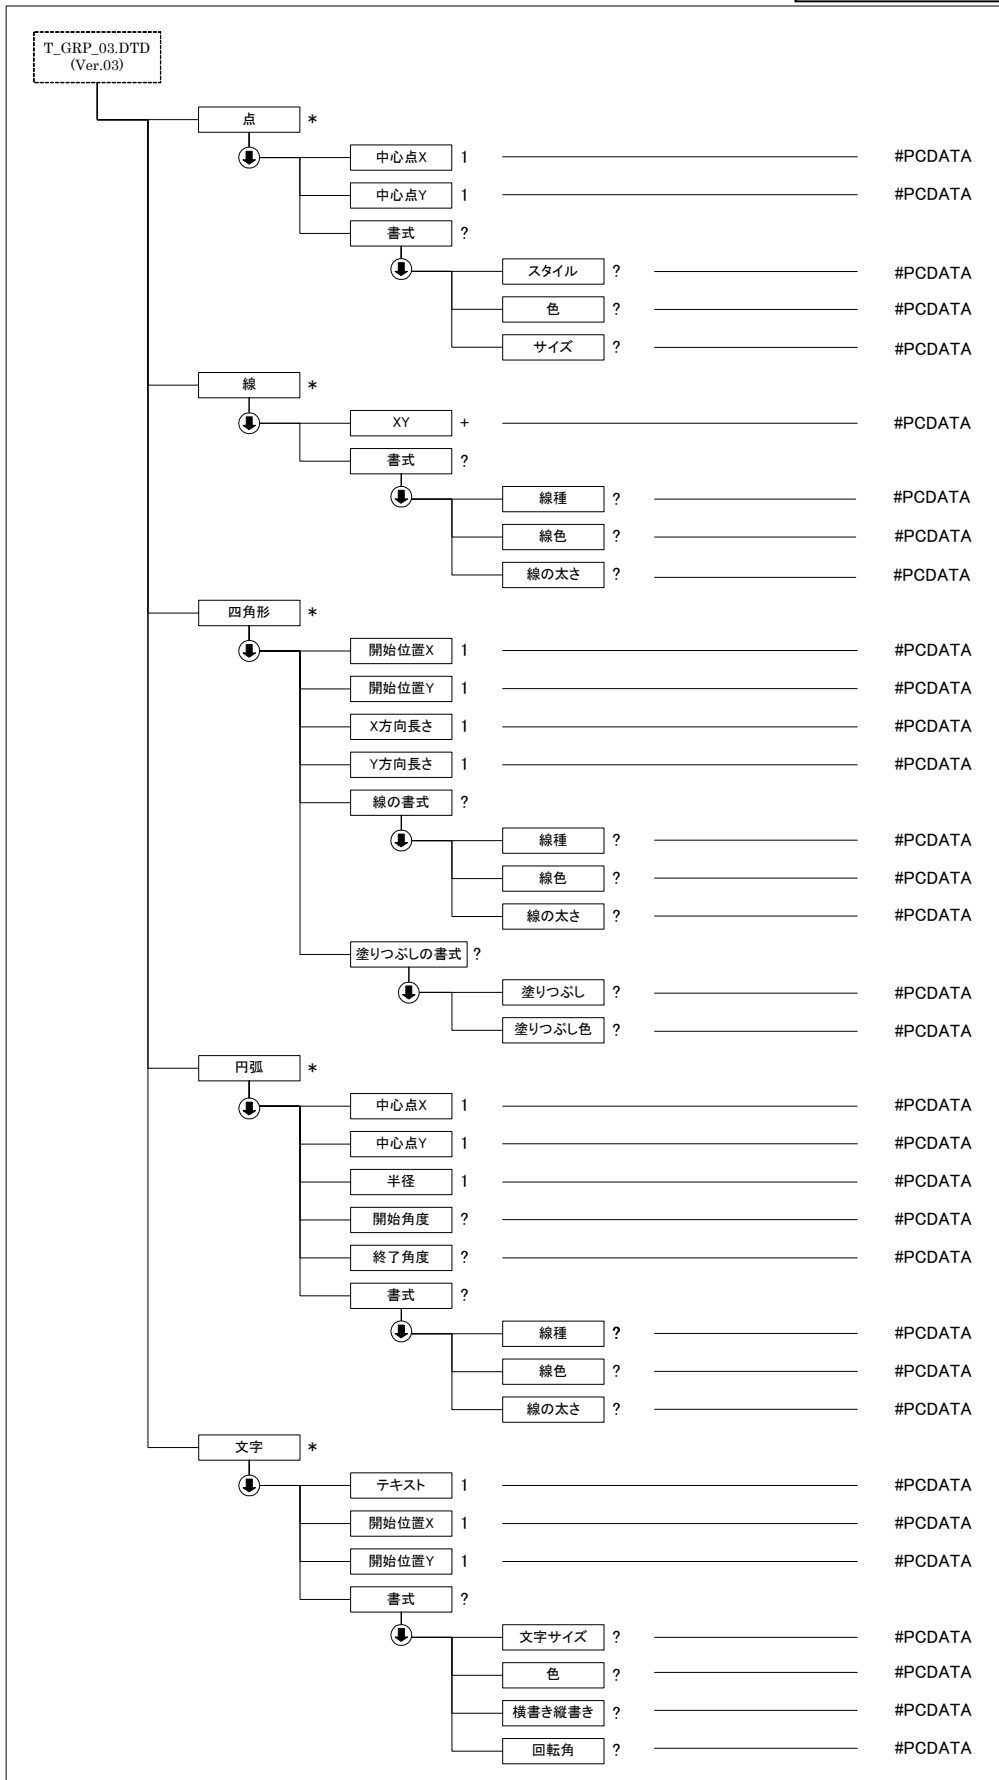 T_GRP_03.DTD
(Ver.03)
点 *
中心点X 1 #PCDATA
中心点Y 1 #PCDATA
書式 ?
スタイル ? #PCDATA
色 ? #PCDATA
サイズ ? #PCDATA
線 *
XY + #PCDATA
書式 ?
線種 ? #PCDATA
線色 ? #PCDATA
線の太さ ? #PCDATA
四角形 *
開始位置X 1 #PCDATA
開始位置Y 1 #PCDATA
X方向長さ 1 #PCDATA
Y方向長さ 1 #PCDATA
線の書式 ?
線種 ? #PCDATA
線色 ? #PCDATA
線の太さ ? #PCDATA
塗りつぶしの書式 ?
塗りつぶし ? #PCDATA
塗りつぶし色 ? #PCDATA
円弧 *
中心点X 1 #PCDATA
中心点Y 1 #PCDATA
半径 1 #PCDATA
開始角度 ? #PCDATA
終了角度 ? #PCDATA
書式 ?
線種 ? #PCDATA
線色 ? #PCDATA
線の太さ ? #PCDATA
文字 *
テキスト 1 #PCDATA
開始位置X 1 #PCDATA
開始位置Y 1 #PCDATA
書式 ?
文字サイズ ? #PCDATA
色 ? #PCDATA
横書き縦書き ? #PCDATA
回転角 ? #PCDATA